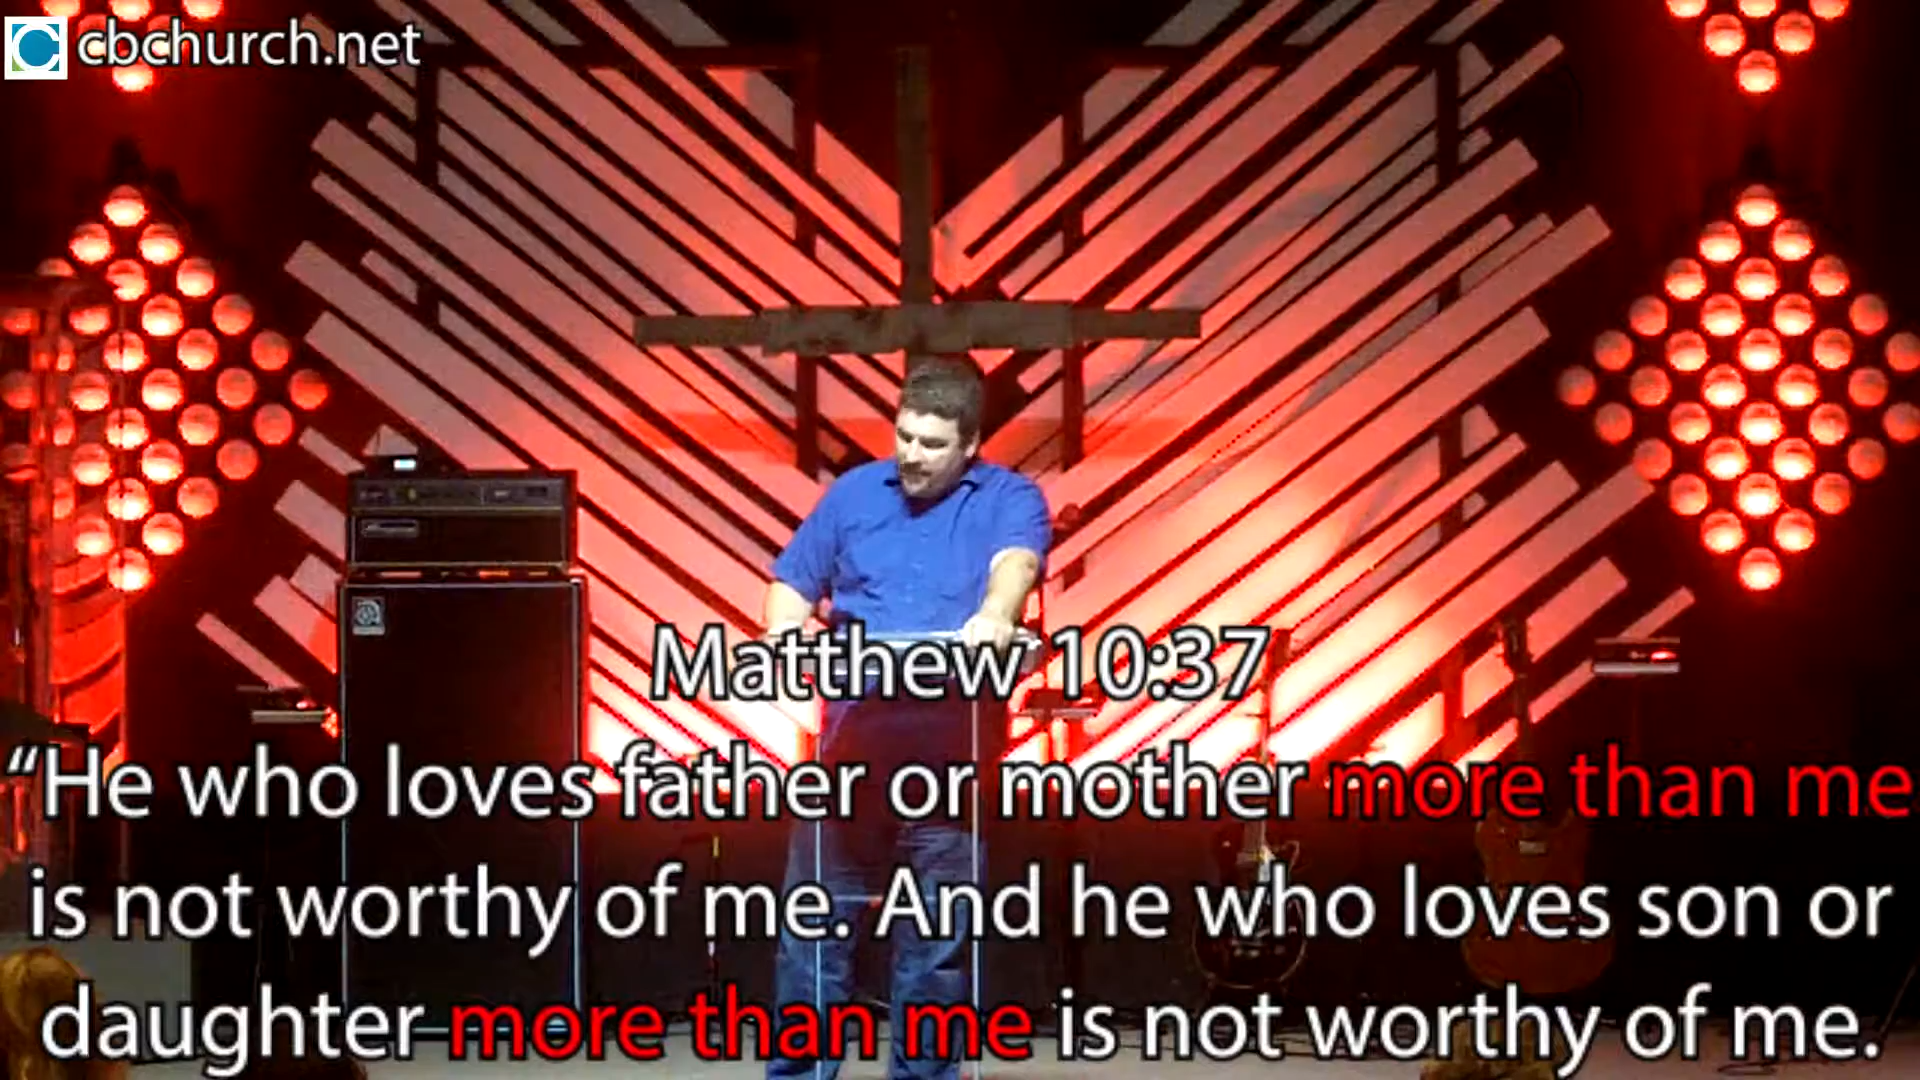 cbchurch.net
Matthew 10:37
“He who loves father or mother more than me
is not worthy of me. And he who loves son or
daughter more than me is not worthy of me.